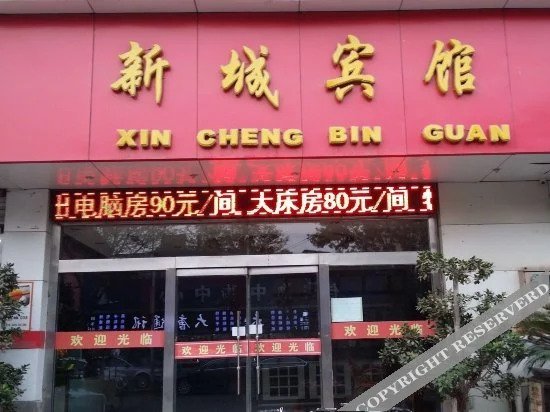 新城宾馆
XIN CHENG BIN GUAN
电脑房90元/间 大床房80元/间
欢迎光临 欢迎光临 欢迎光临 欢迎光临
COPYRIGHT RESERVED